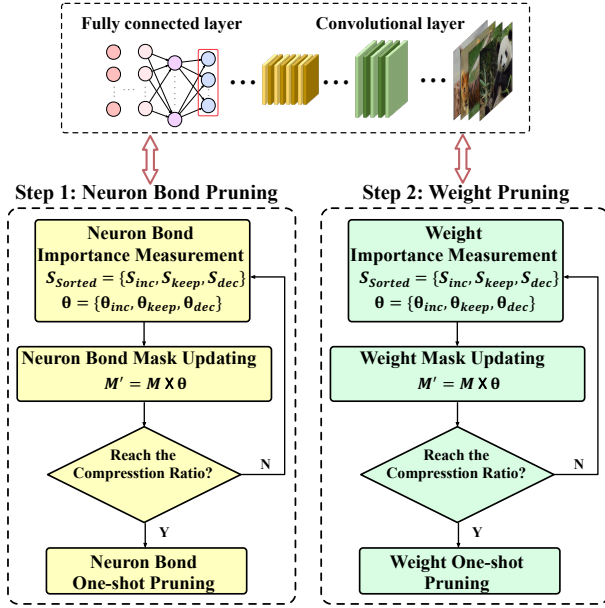 Fully connected layer
Convolutional layer
Step 1: Neuron Bond Pruning
Neuron Bond
Importance Measurement
S_Sorted = {S_inc, S_keep, S_dec}
θ = {θ_inc, θ_keep, θ_dec}
Neuron Bond Mask Updating
M′ = M X θ
Reach the
Compresstion Ratio?
N
Y
Neuron Bond
One-shot Pruning
Step 2: Weight Pruning
Weight
Importance Measurement
S_Sorted = {S_inc, S_keep, S_dec}
θ = {θ_inc, θ_keep, θ_dec}
Weight Mask Updating
M′ = M X θ
Reach the
Compresstion Ratio?
N
Y
Weight One-shot
Pruning